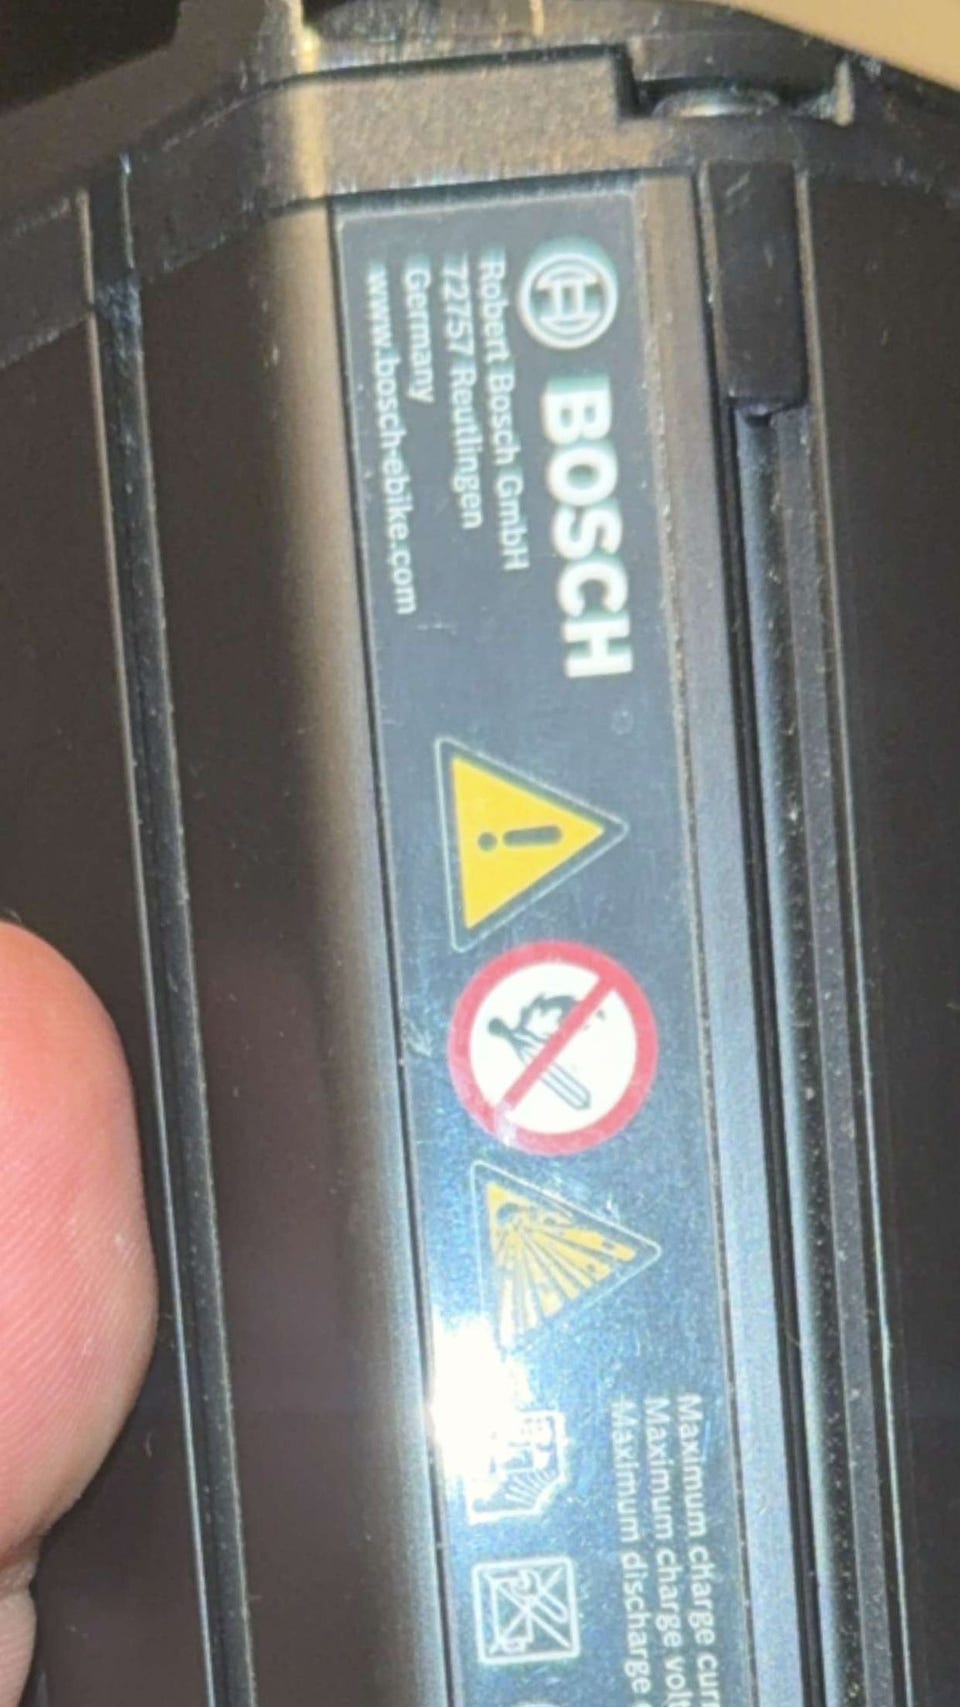 BOSCH
Robert Bosch GmbH
72757 Reutlingen
Germany
www.bosch-ebike.com
Maximum charge
Maximum charge
Maximum discharge